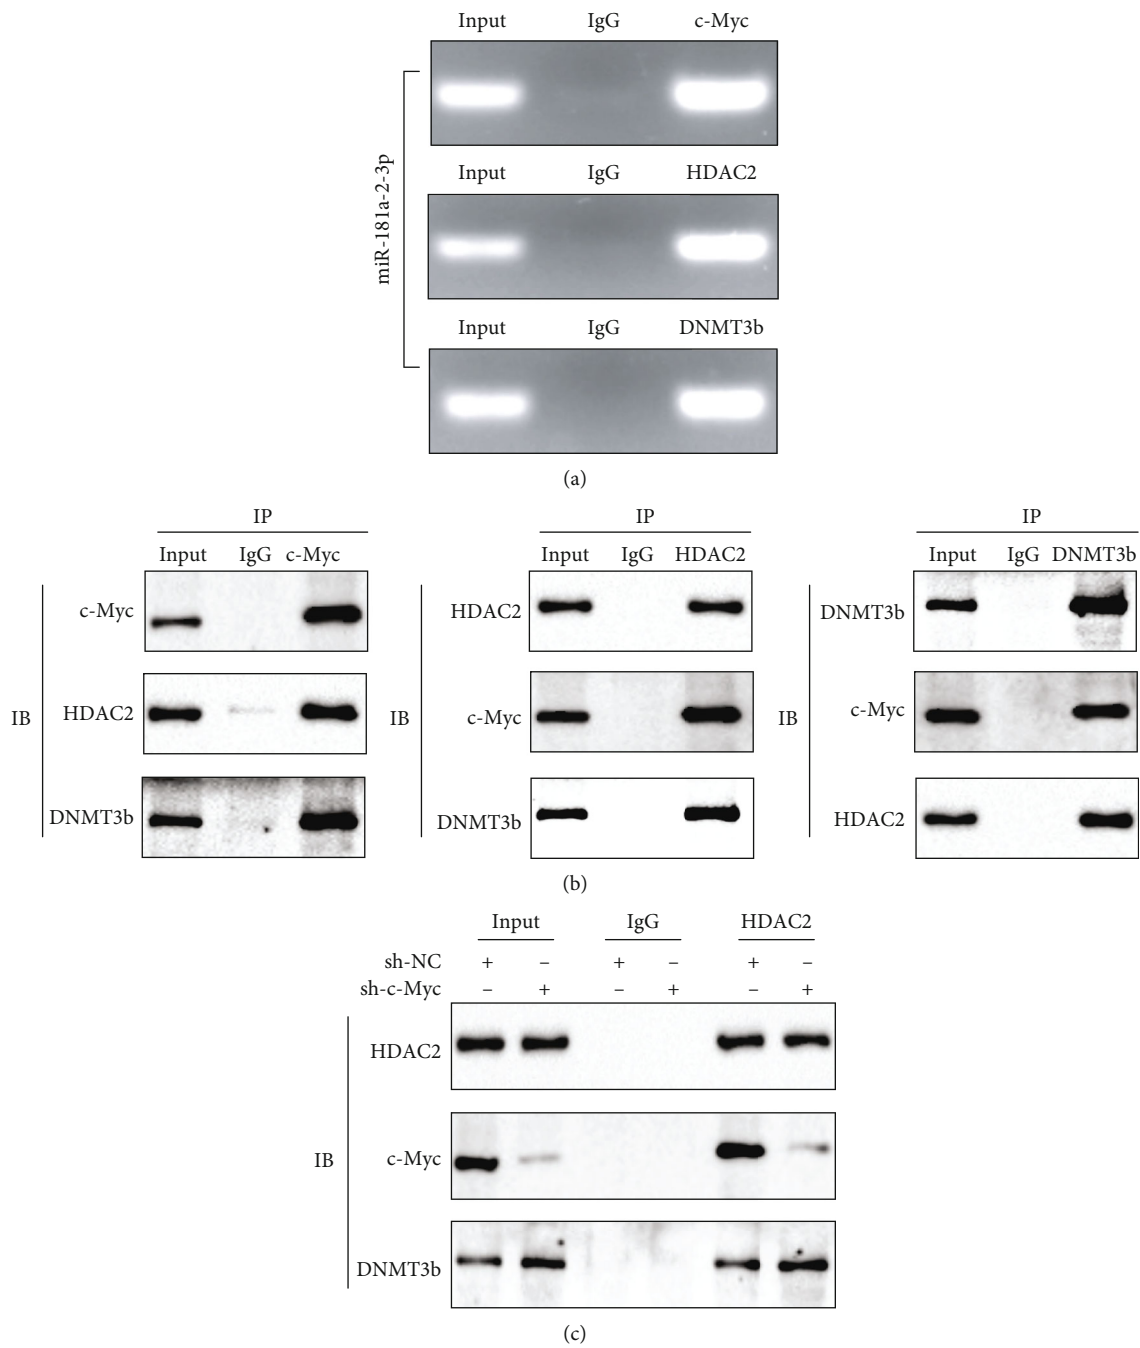 Input IgG c-Myc
miR-181a-2-3p
Input IgG HDAC2
Input IgG DNMT3b
(a)
IP IP IP
Input IgG c-Myc Input IgG HDAC2 Input IgG DNMT3b
c-Myc HDAC2 DNMT3b
IB HDAC2 IB c-Myc IB c-Myc
DNMT3b DNMT3b HDAC2
(b)
Input IgG HDAC2
sh-NC + – + – + –
sh-c-Myc – + – + – +
HDAC2
IB c-Myc
DNMT3b
(c)